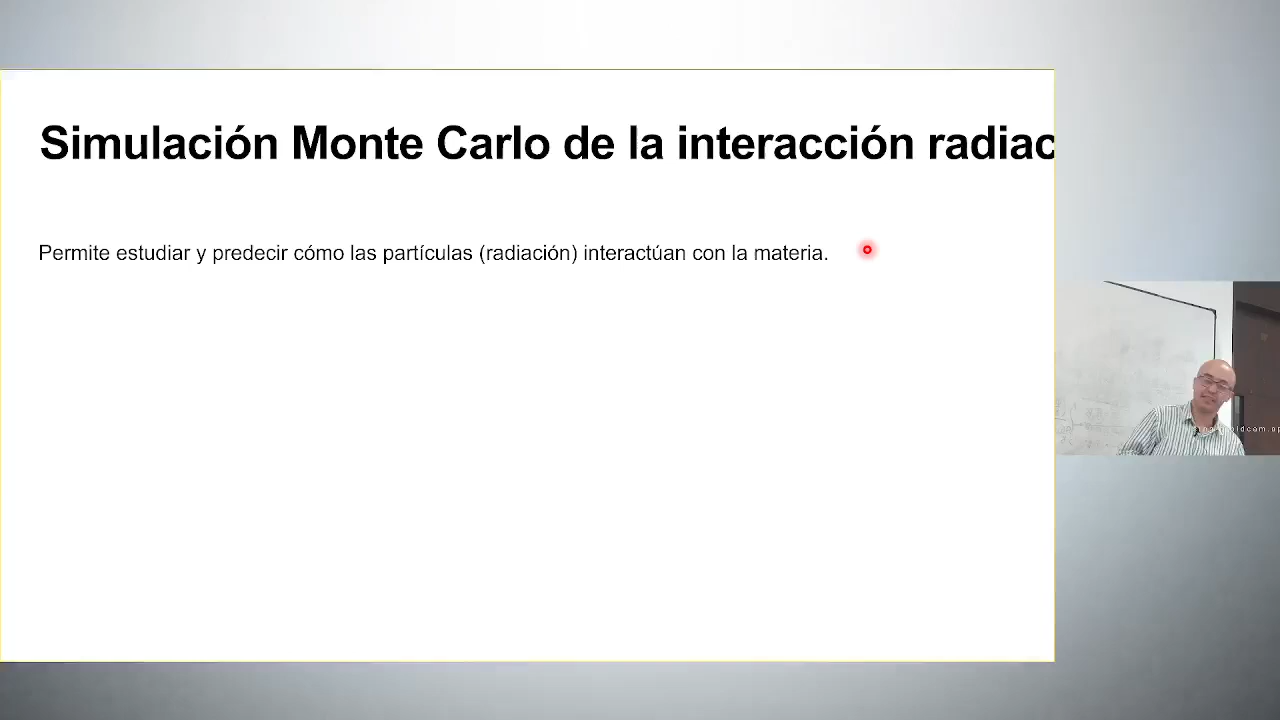 Simulación Monte Carlo de la interacción radiac
Permite estudiar y predecir cómo las partículas (radiación) interactúan con la materia.